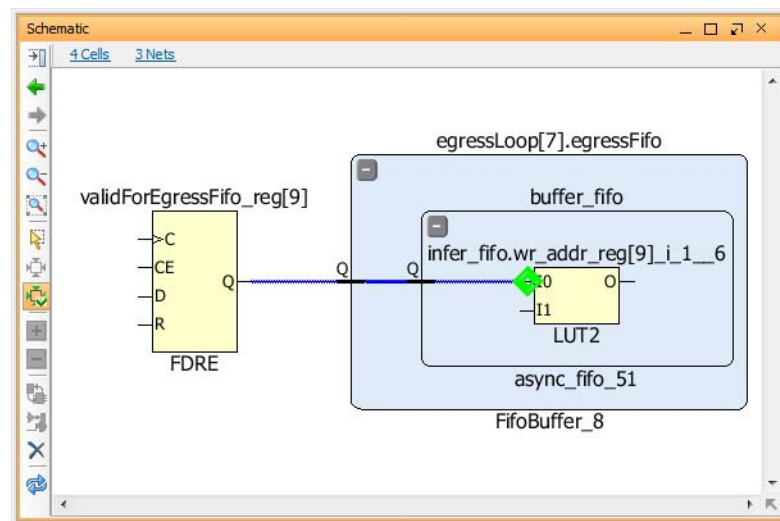 Schematic
4 Cells 3 Nets
egressLoop[7].egressFifo
validForEgressFifo_reg[9]
buffer_fifo
infer_fifo.wr_addr_reg[9]_i_1__6
C
CE
D
R
Q
Q
Q
I0
I1
O
LUT2
FDRE
async_fifo_51
FifoBuffer_8